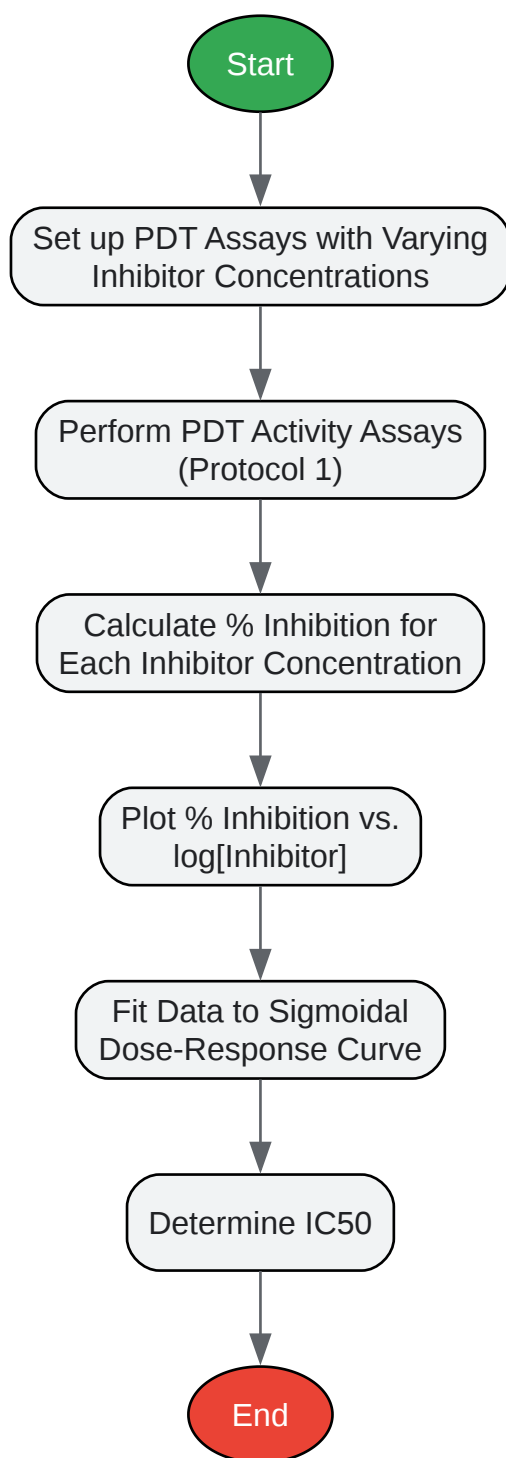 Start
Set up PDT Assays with Varying
Inhibitor Concentrations
Perform PDT Activity Assays
(Protocol 1)
Calculate % Inhibition for
Each Inhibitor Concentration
Plot % Inhibition vs.
log[Inhibitor]
Fit Data to Sigmoidal
Dose-Response Curve
Determine IC50
End